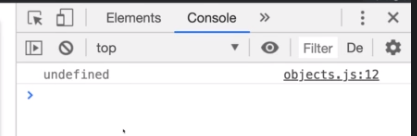 Elements Console »
top Filter De
undefined objects.js:12